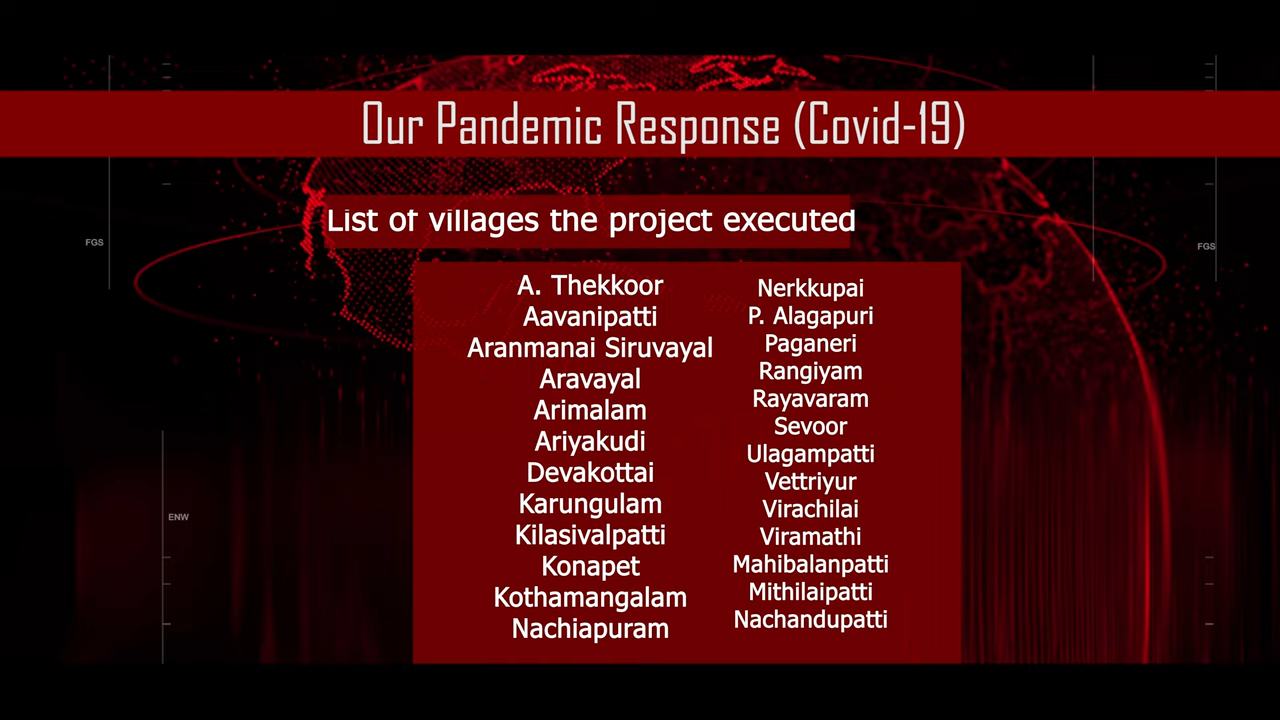 Our Pandemic Response (Covid-19)
List of villages the project executed
A. Thekkoor
Aavanipatti
Aranmanai Siruvayal
Aravayal
Arimalam
Ariyakudi
Devakottai
Karungulam
Kilasivalpatti
Konapet
Kothamangalam
Nachiapuram
Nerkkupai
P. Alagapuri
Paganeri
Rangiyam
Rayavaram
Sevoor
Ulagampatti
Vettriyur
Virachilai
Viramathi
Mahibalanpatti
Mithilaipatti
Nachandupatti
FGS
FGS
ENW